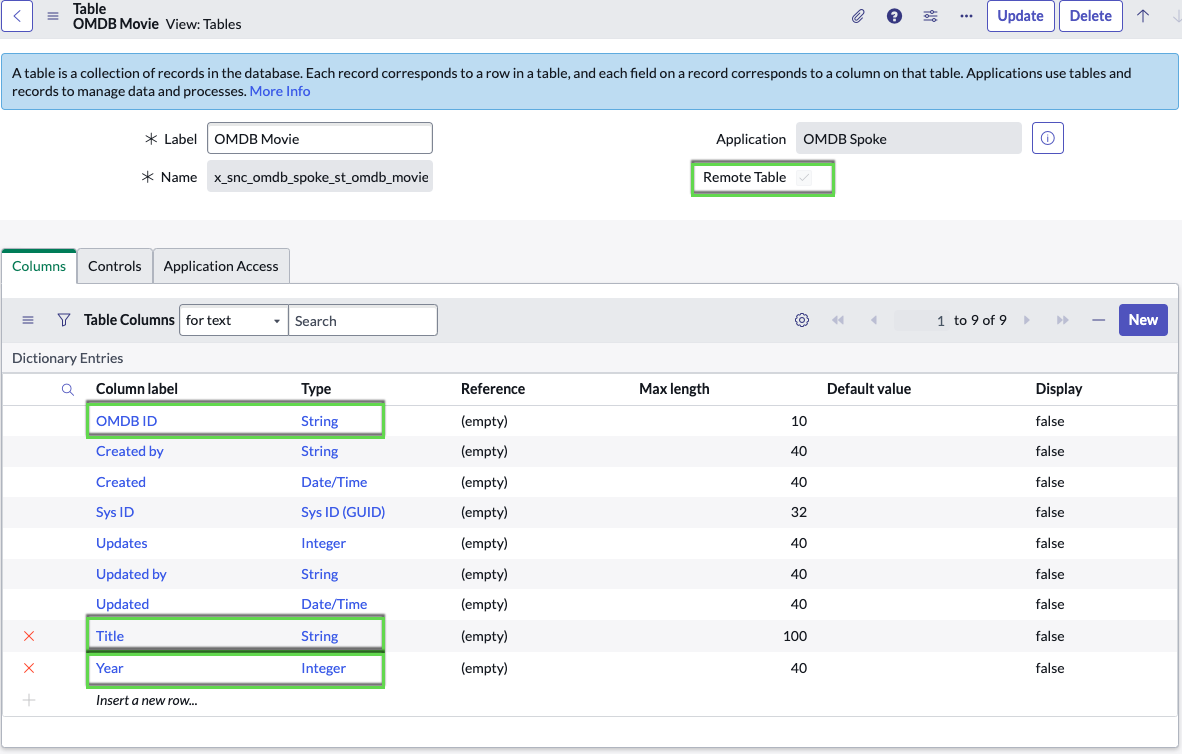 Table
OMDB Movie View: Tables
Update
Delete
A table is a collection of records in the database. Each record corresponds to a row in a table, and each field on a record corresponds to a column on that table. Applications use tables and
records to manage data and processes. More Info
Label OMDB Movie
Application OMDB Spoke
Name x_snc_omdb_spoke_st_omdb_movie
Remote Table
Columns Controls Application Access
Table Columns for text Search 1 to 9 of 9 New
Dictionary Entries
Column label Type Reference Max length Default value Display
OMDB ID String (empty) 10 false
Created by String (empty) 40 false
Created Date/Time (empty) 40 false
Sys ID Sys ID (GUID) (empty) 32 false
Updates Integer (empty) 40 false
Updated by String (empty) 40 false
Updated Date/Time (empty) 40 false
Title String (empty) 100 false
Year Integer (empty) 40 false
Insert a new row...